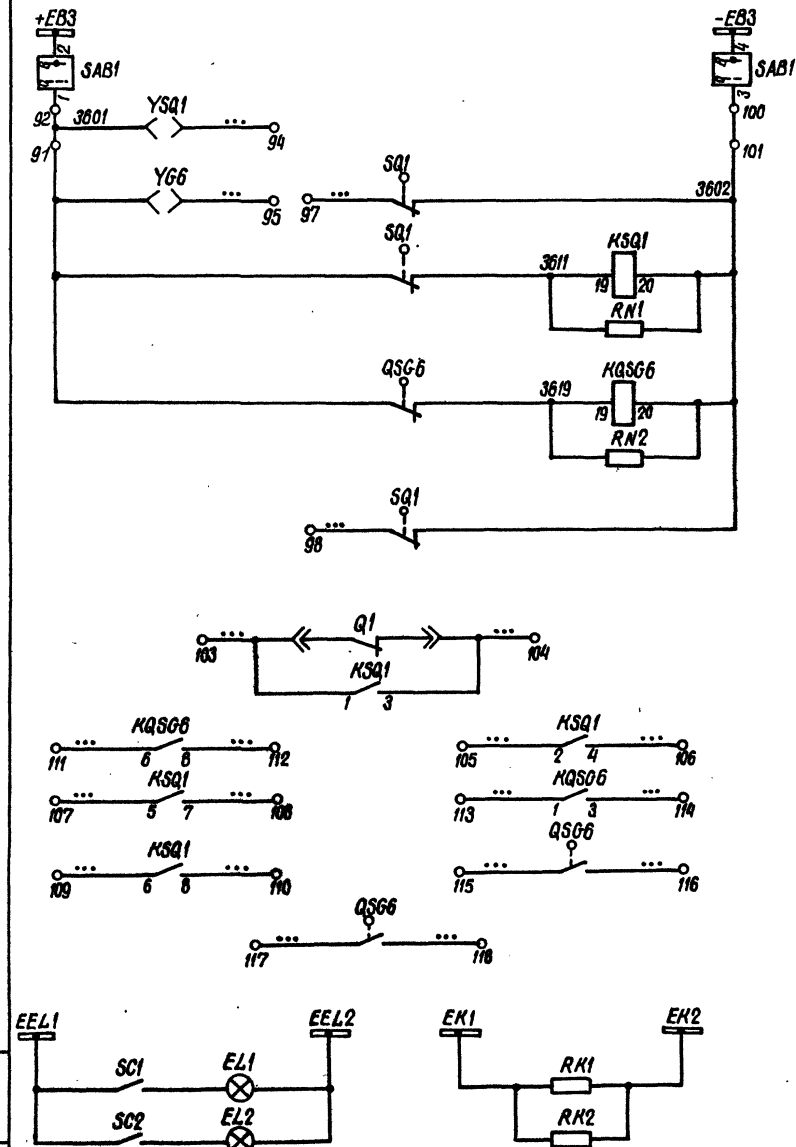 +EB3 -EB3
2 4
SAB1 SAB1
1 3
92 3601 YSQ1 ... 94 100
91 101
YG6 ... 95 97 ... SQ1 3602
SQ1 3611 KSQ1
19 20
RN1
QSG6 3619 KQSG6
19 20
RN2
SQ1
98 ...
Q1
103 ... ... 104
KSQ1
1 3
KQSG6 KSQ1
111 ... 6 8 ... 112 105 ... 2 4 ... 106
KSQ1 KQSG6
107 ... 5 7 ... 108 113 ... 1 3 ... 114
KSQ1 QSG6
109 ... 6 8 ... 110 115 ... ... 116
QSG6
117 ... ... 118
EEL1 EEL2 EK1 EK2
SC1 EL1 RK1
SC2 EL2 RK2